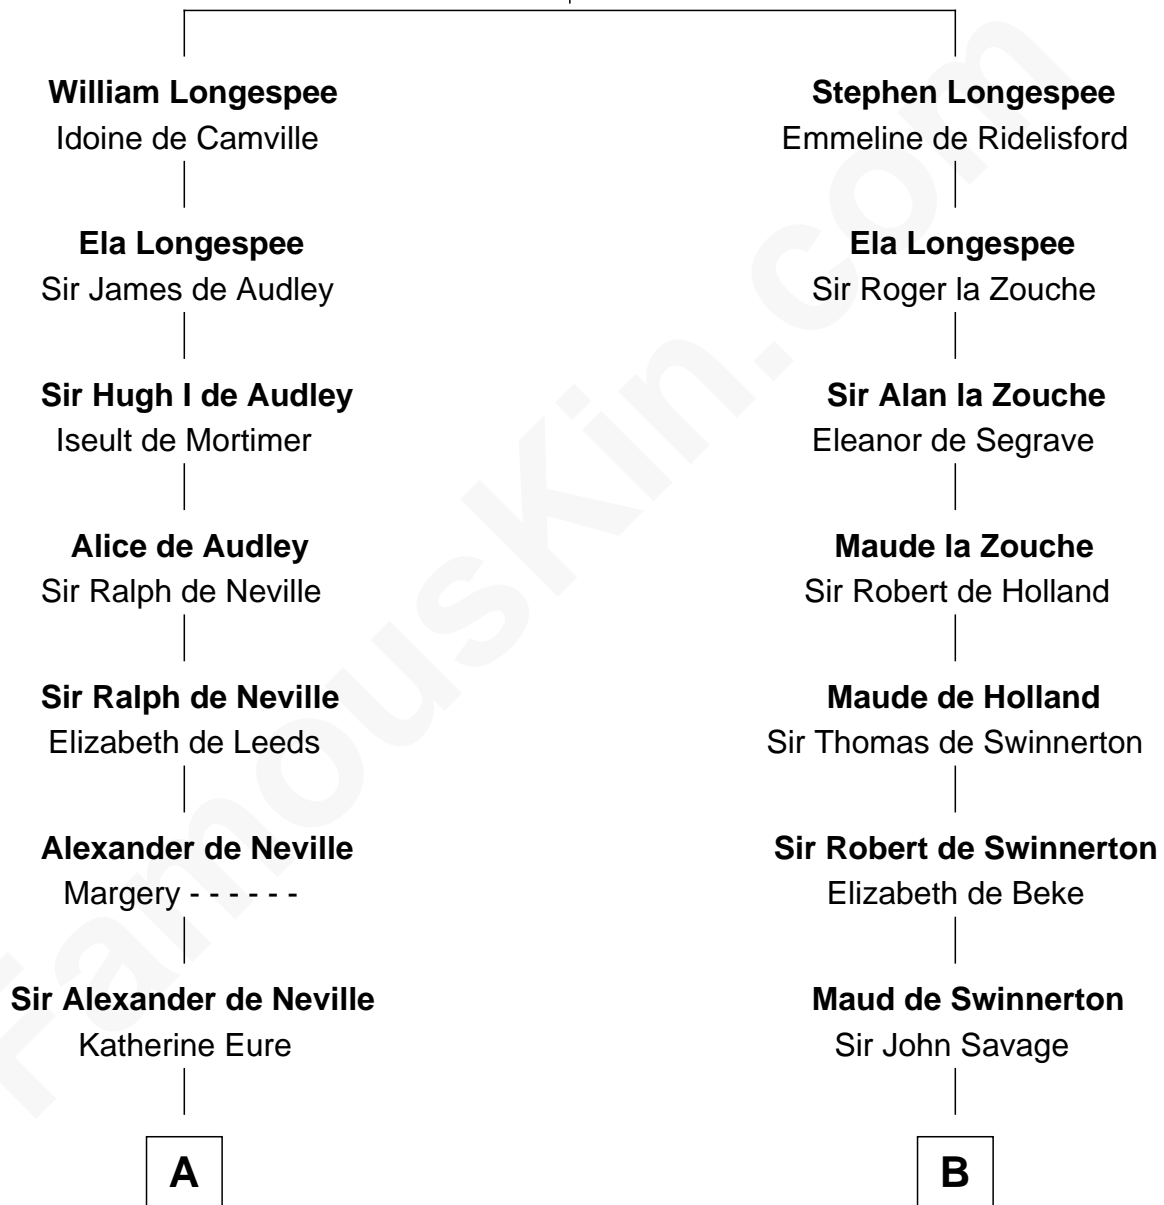 William Longespee
Idoine de Camville
Ela Longespee
Sir James de Audley
Sir Hugh I de Audley
Iseult de Mortimer
Alice de Audley
Sir Ralph de Neville
Sir Ralph de Neville
Elizabeth de Leeds
Alexander de Neville
Margery - - - - - -
Sir Alexander de Neville
Katherine Eure
A
Stephen Longespee
Emmeline de Ridelisford
Ela Longespee
Sir Roger la Zouche
Sir Alan la Zouche
Eleanor de Segrave
Maude la Zouche
Sir Robert de Holland
Maude de Holland
Sir Thomas de Swinnerton
Sir Robert de Swinnerton
Elizabeth de Beke
Maud de Swinnerton
Sir John Savage
B
FamousKin.com